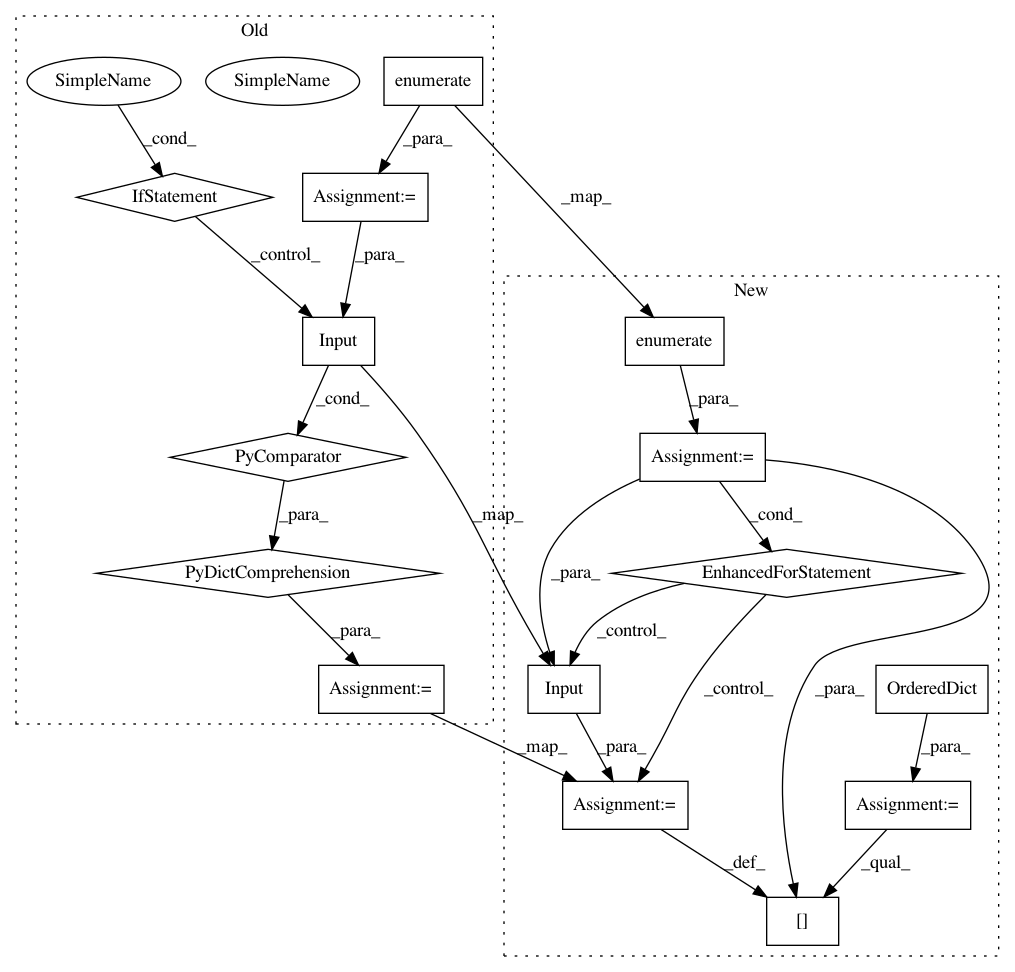 Old
SimpleName
SimpleName
enumerate
_cond_
_para_
IfStatement
Assignment:=
_map_
_control_
_para_
New
Input
enumerate
_cond_
_para_
PyComparator
Assignment:=
_para_
_map_
_cond_
PyDictComprehension
EnhancedForStatement
_para_
_para_
_control_
Assignment:=
Input
_control_
_para_
OrderedDict
_map_
_para_
_para_
Assignment:=
Assignment:=
_def_
_qual_
[]